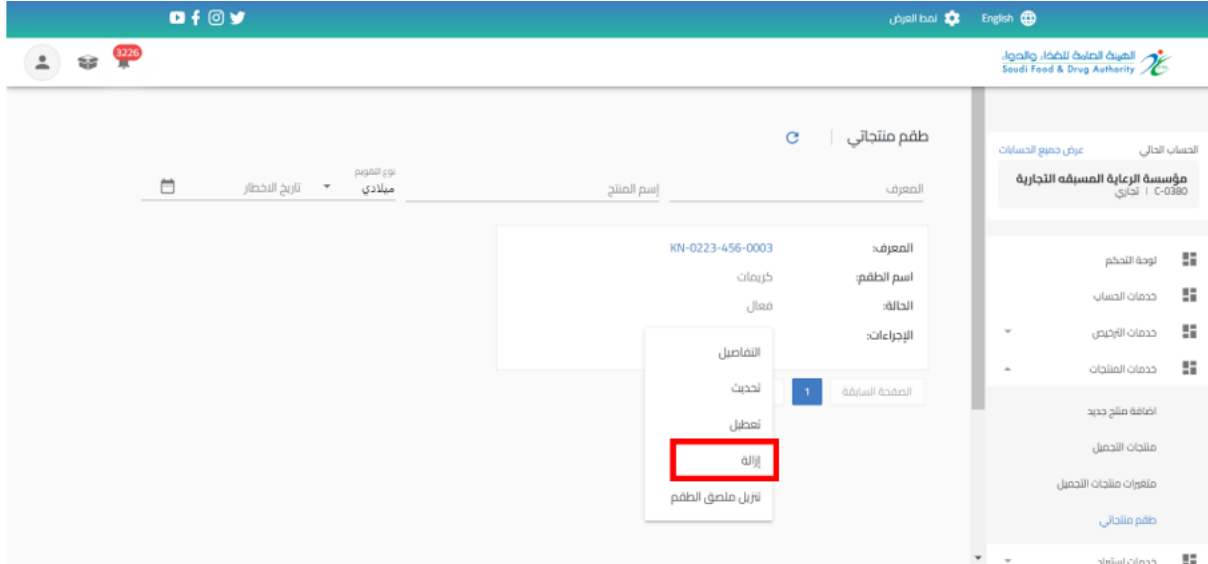 English نمط العرض
الهيئة العامة للغذاء والدواء
Saudi Food & Drug Authority
3226
الحساب الحالي عرض جميع الحسابات
مؤسسة الرعاية المسبقه التجارية
C-0380 | تجاري
لوحة التحكم
خدمات الحساب
خدمات الترخيص
خدمات المنتجات
اضافة منتج جديد
منتجات التجميل
متغيرات منتجات التجميل
طقم منتجاتي
خدمات استيراد
طقم منتجاتي
المعرف
إسم المنتج
نوع التقويم
ميلادي
تاريخ الاخطار
المعرف: KN-0223-456-0003
اسم الطقم: كريمات
الحالة: فعال
الإجراءات:
التفاصيل
تحديث
تعطيل
إزالة
تنزيل ملصق الطقم
الصفحة السابقة 1